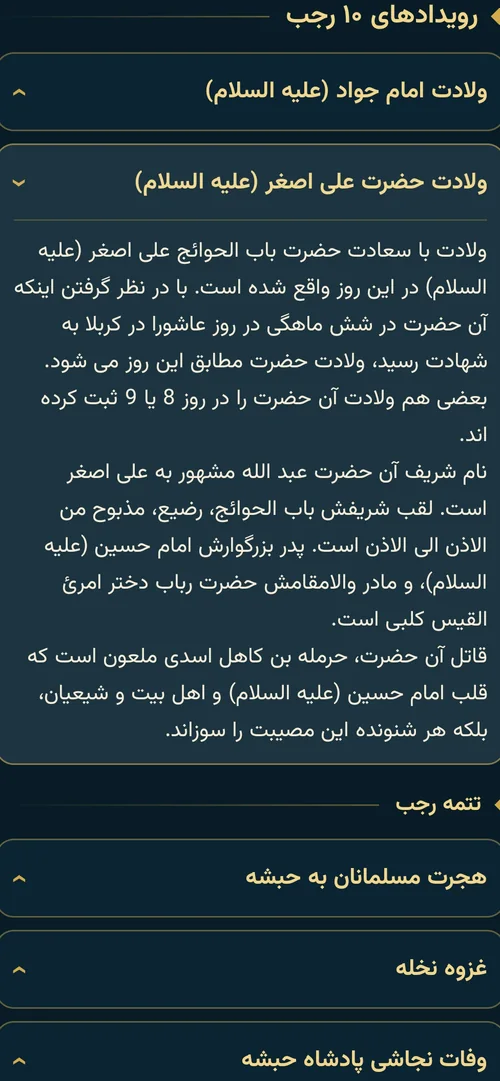 رویدادهای ۱۰ رجب
ولادت امام جواد (علیه السلام)
ولادت حضرت علی اصغر (علیه السلام)
ولادت با سعادت حضرت باب الحوائج علی اصغر (علیه
السلام) در این روز واقع شده است. با در نظر گرفتن اینکه
آن حضرت در شش ماهگی در روز عاشورا در کربلا به
شهادت رسید، ولادت حضرت مطابق این روز می شود.
بعضی هم ولادت آن حضرت را در روز 8 یا 9 ثبت کرده
اند.
نام شریف آن حضرت عبد الله مشهور به علی اصغر
است. لقب شریفش باب الحوائج، رضیع، مذبوح من
الاذن الی الاذن است. پدر بزرگوارش امام حسین (علیه
السلام)، و مادر والامقامش حضرت رباب دختر امرئ
القیس کلبی است.
قاتل آن حضرت، حرمله بن کاهل اسدی ملعون است که
قلب امام حسین (علیه السلام) و اهل بیت و شیعیان،
بلکه هر شنونده این مصیبت را سوزاند.
تتمه رجب
هجرت مسلمانان به حبشه
غزوه نخله
وفات نجاشی پادشاه حبشه